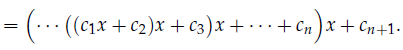 = ( · · · ((c₁x + c₂)x + c₃)x + · · · + cₙ ) x + cₙ₊₁.